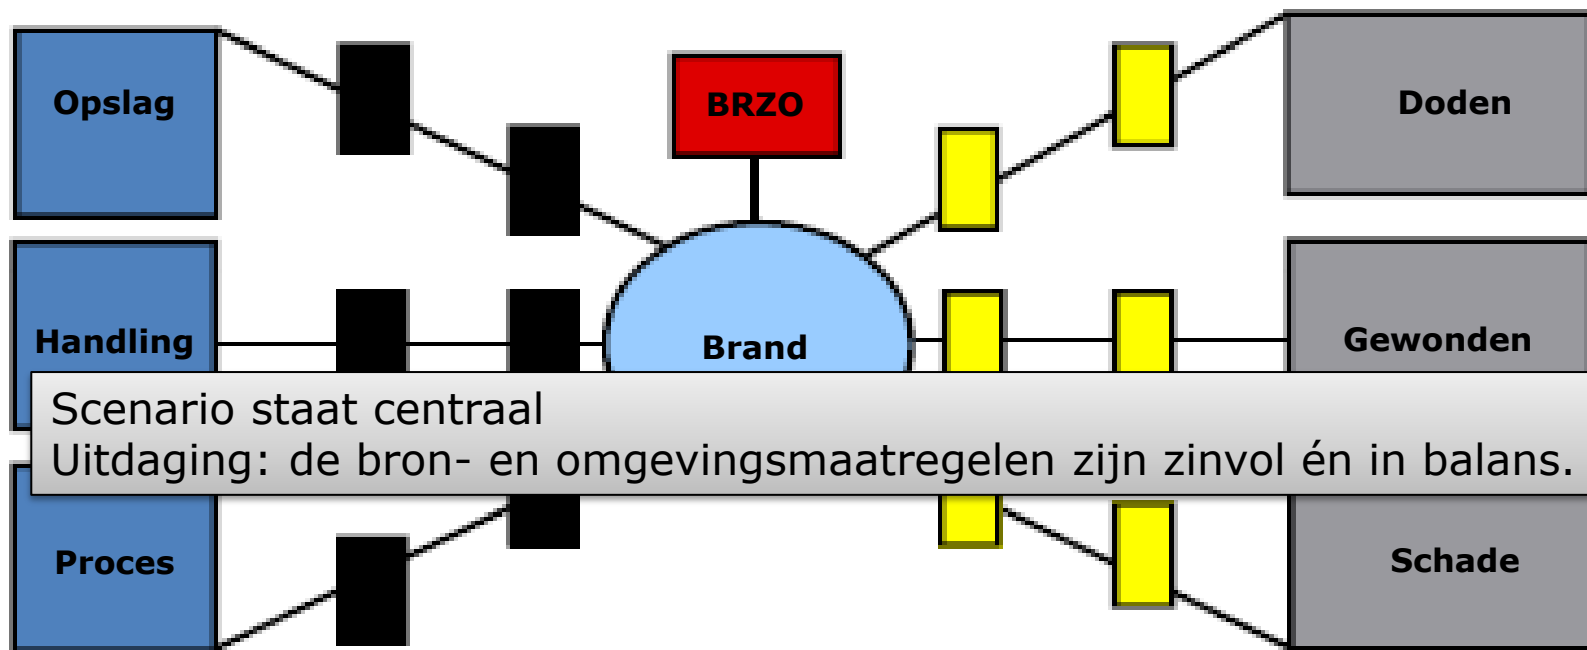 Opslag
BRZO
Doden
Handling
Brand
Gewonden
Scenario staat centraal
Uitdaging: de bron- en omgevingsmaatregelen zijn zinvol én in balans.
Proces
Schade